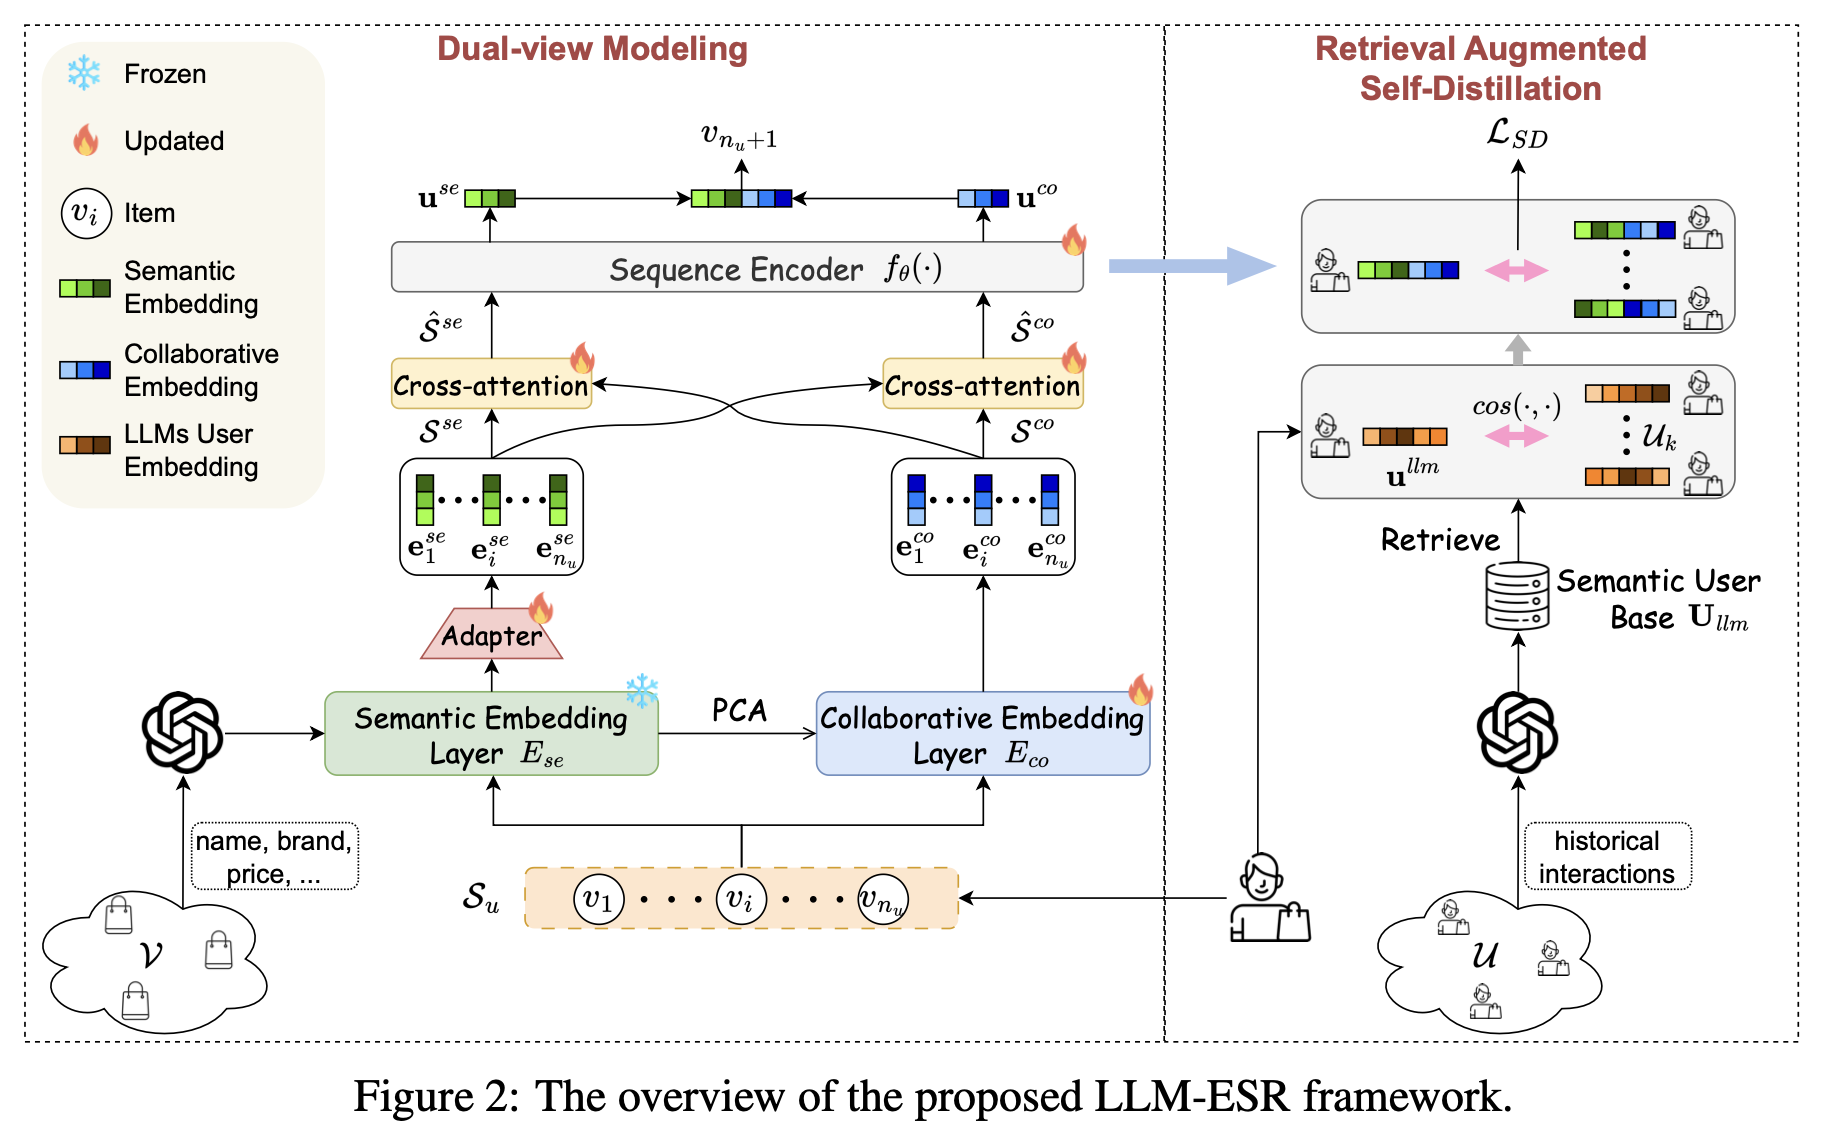 Dual-view Modeling
Retrieval Augmented
Self-Distillation
Frozen
Updated
v_i Item
Semantic
Embedding
Collaborative
Embedding
LLMs User
Embedding
v_{n_u+1}
u^{se}
u^{co}
Sequence Encoder f_θ(·)
Ŝ^{se}
Ŝ^{co}
Cross-attention
Cross-attention
S^{se}
S^{co}
e_1^{se} e_i^{se} e_{n_u}^{se}
e_1^{co} e_i^{co} e_{n_u}^{co}
Adapter
Semantic Embedding
Layer E_{se}
PCA
Collaborative Embedding
Layer E_{co}
name, brand,
price, ...
V
S_u v_1 · · · v_i · · · v_{n_u}
L_{SD}
cos(·,·)
u^{llm}
U_k
Retrieve
Semantic User
Base U_{llm}
historical
interactions
U
Figure 2: The overview of the proposed LLM-ESR framework.